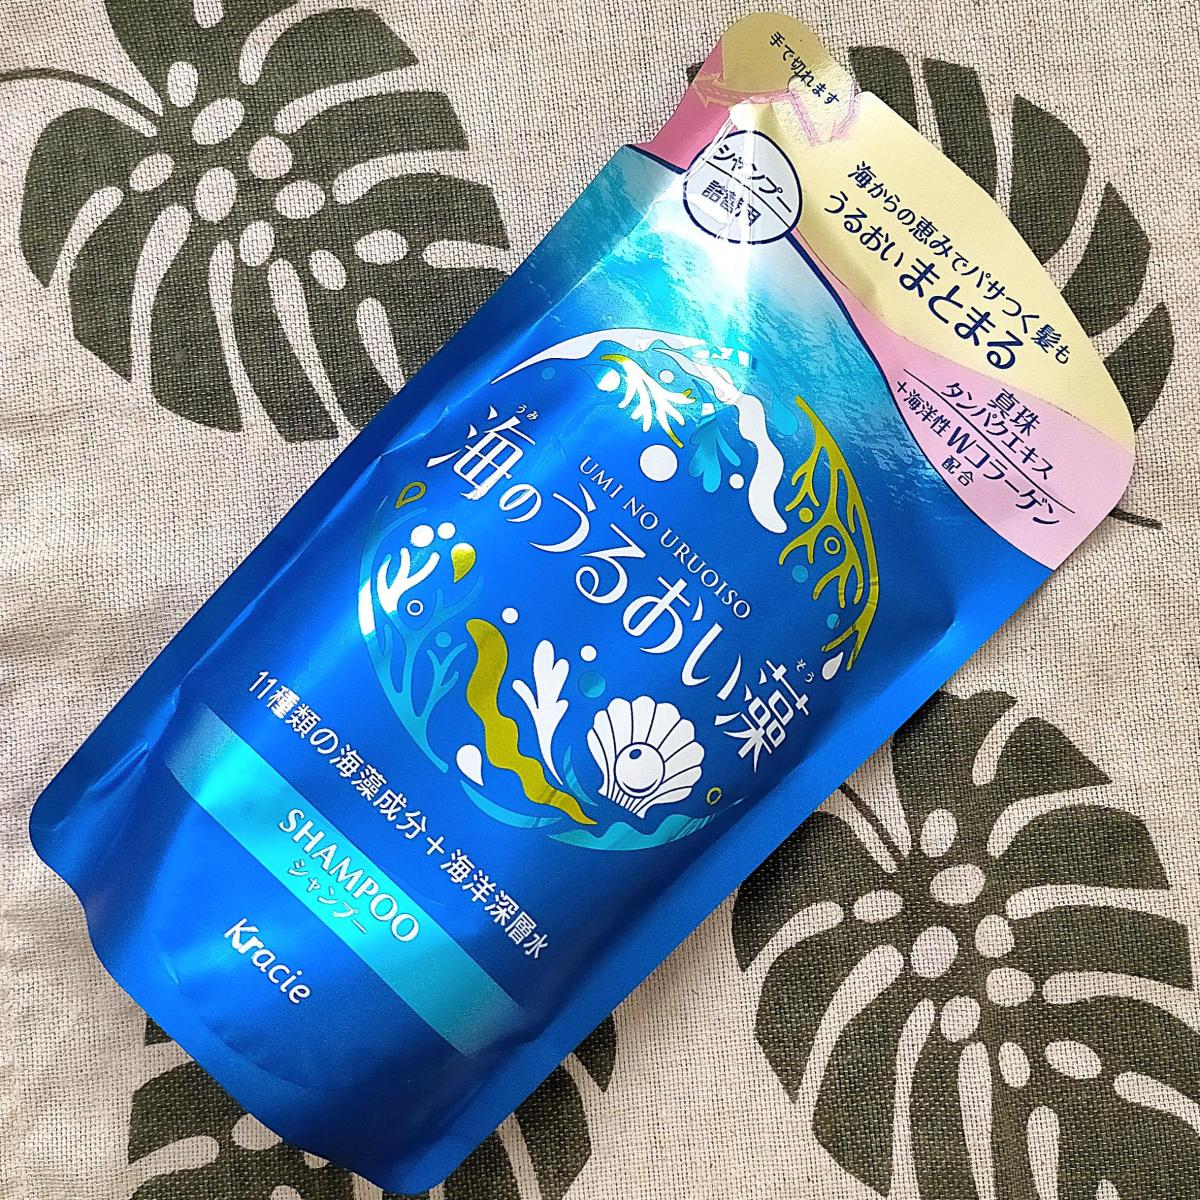 手で切れます
シャンプー
詰替用
海からの恵みでパサつく髪も
うるおいまとまる
真珠
タンパクエキス
+海洋性Wコラーゲン
配合
うみ
海のうるおい藻
そう
UMI NO URUOISO
11種類の海藻成分+海洋深層水
SHAMPOO
シャンプー
Kracie